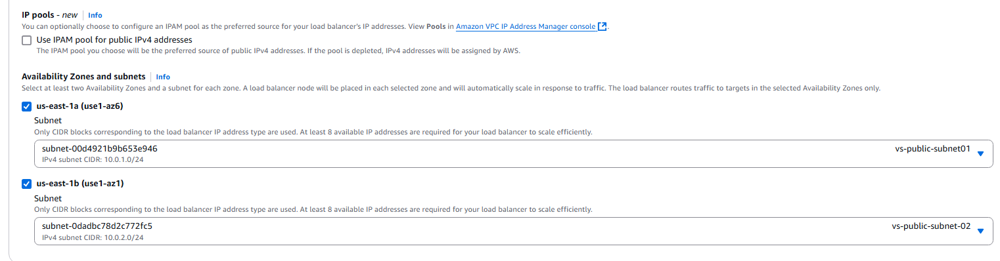 IP pools - new | Info
You can optionally choose to configure an IPAM pool as the preferred source for your load balancer's IP addresses. View Pools in Amazon VPC IP Address Manager console.
Use IPAM pool for public IPv4 addresses
The IPAM pool you choose will be the preferred source of public IPv4 addresses. If the pool is depleted, IPv4 addresses will be assigned by AWS.
Availability Zones and subnets | Info
Select at least two Availability Zones and a subnet for each zone. A load balancer node will be placed in each selected zone and will automatically scale in response to traffic. The load balancer routes traffic to targets in the selected Availability Zones only.
us-east-1a (use1-az6)
Subnet
Only CIDR blocks corresponding to the load balancer IP address type are used. At least 8 available IP addresses are required for your load balancer to scale efficiently.
subnet-00d4921b9b653e946 vs-public-subnet01
IPv4 subnet CIDR: 10.0.1.0/24
us-east-1b (use1-az1)
Subnet
Only CIDR blocks corresponding to the load balancer IP address type are used. At least 8 available IP addresses are required for your load balancer to scale efficiently.
subnet-0dadbc78d2c772fc5 vs-public-subnet-02
IPv4 subnet CIDR: 10.0.2.0/24